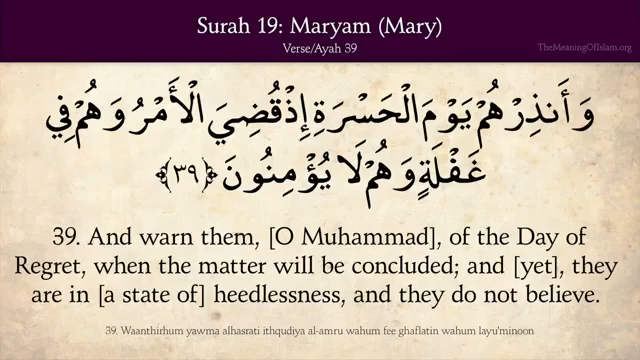 Surah 19: Maryam (Mary)
Verse/Ayah 39
TheMeaningOfIslam.org
وَأَنذِرْهُمْ يَوْمَ الْحَسْرَةِ إِذْ قُضِيَ الْأَمْرُ وَهُمْ فِي
غَفْلَةٍ وَهُمْ لَا يُؤْمِنُونَ ﴿٣٩﴾
39. And warn them, [O Muhammad], of the Day of
Regret, when the matter will be concluded; and [yet], they
are in [a state of] heedlessness, and they do not believe.
39. Waanthirhum yawma alhasrati ithqudiya al-amru wahum fee ghaflatin wahum layu'minoon